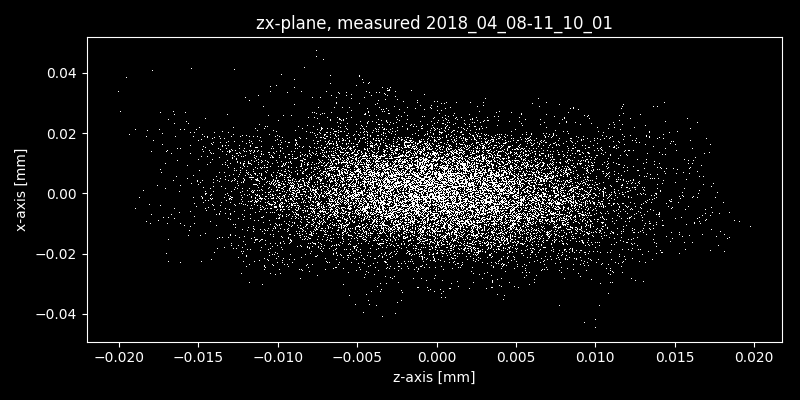 zx-plane, measured 2018_04_08-11_10_01
x-axis [mm]
0.04
0.02
0.00
−0.02
−0.04
−0.020 −0.015 −0.010 −0.005 0.000 0.005 0.010 0.015 0.020
z-axis [mm]